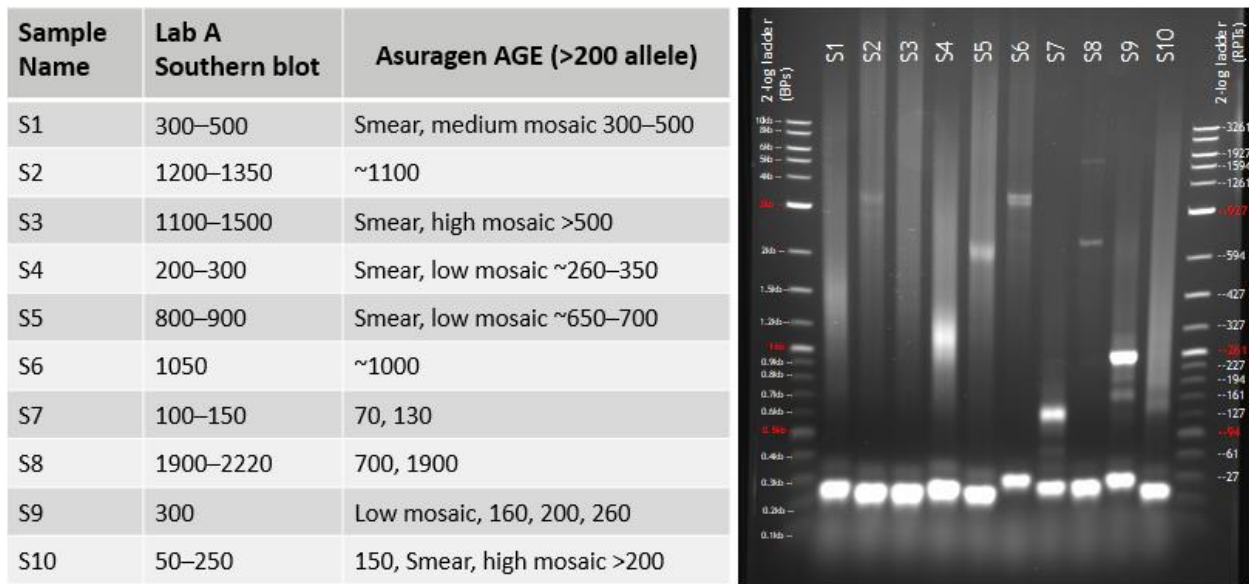 Sample Name
Lab A Southern blot
Asuragen AGE (>200 allele)
S1 300–500 Smear, medium mosaic 300–500
S2 1200–1350 ~1100
S3 1100–1500 Smear, high mosaic >500
S4 200–300 Smear, low mosaic ~260–350
S5 800–900 Smear, low mosaic ~650–700
S6 1050 ~1000
S7 100–150 70, 130
S8 1900–2220 700, 1900
S9 300 Low mosaic, 160, 200, 260
S10 50–250 150, Smear, high mosaic >200
2-log ladder
(BPs)
S1 S2 S3 S4 S5 S6 S7 S8 S9 S10
2-log ladder
(RPTs)
10kb --
8kb --
6kb --
5kb --
4kb --
3kb --
2kb --
1.5kb --
1.2kb --
1kb --
0.9kb --
0.8kb --
0.7kb --
0.6kb --
0.5kb --
0.4kb --
0.3kb --
0.2kb --
0.1kb --
--3261
--1927
--1594
--1261
--927
--594
--427
--327
--261
--227
--194
--161
--127
--94
--61
--27